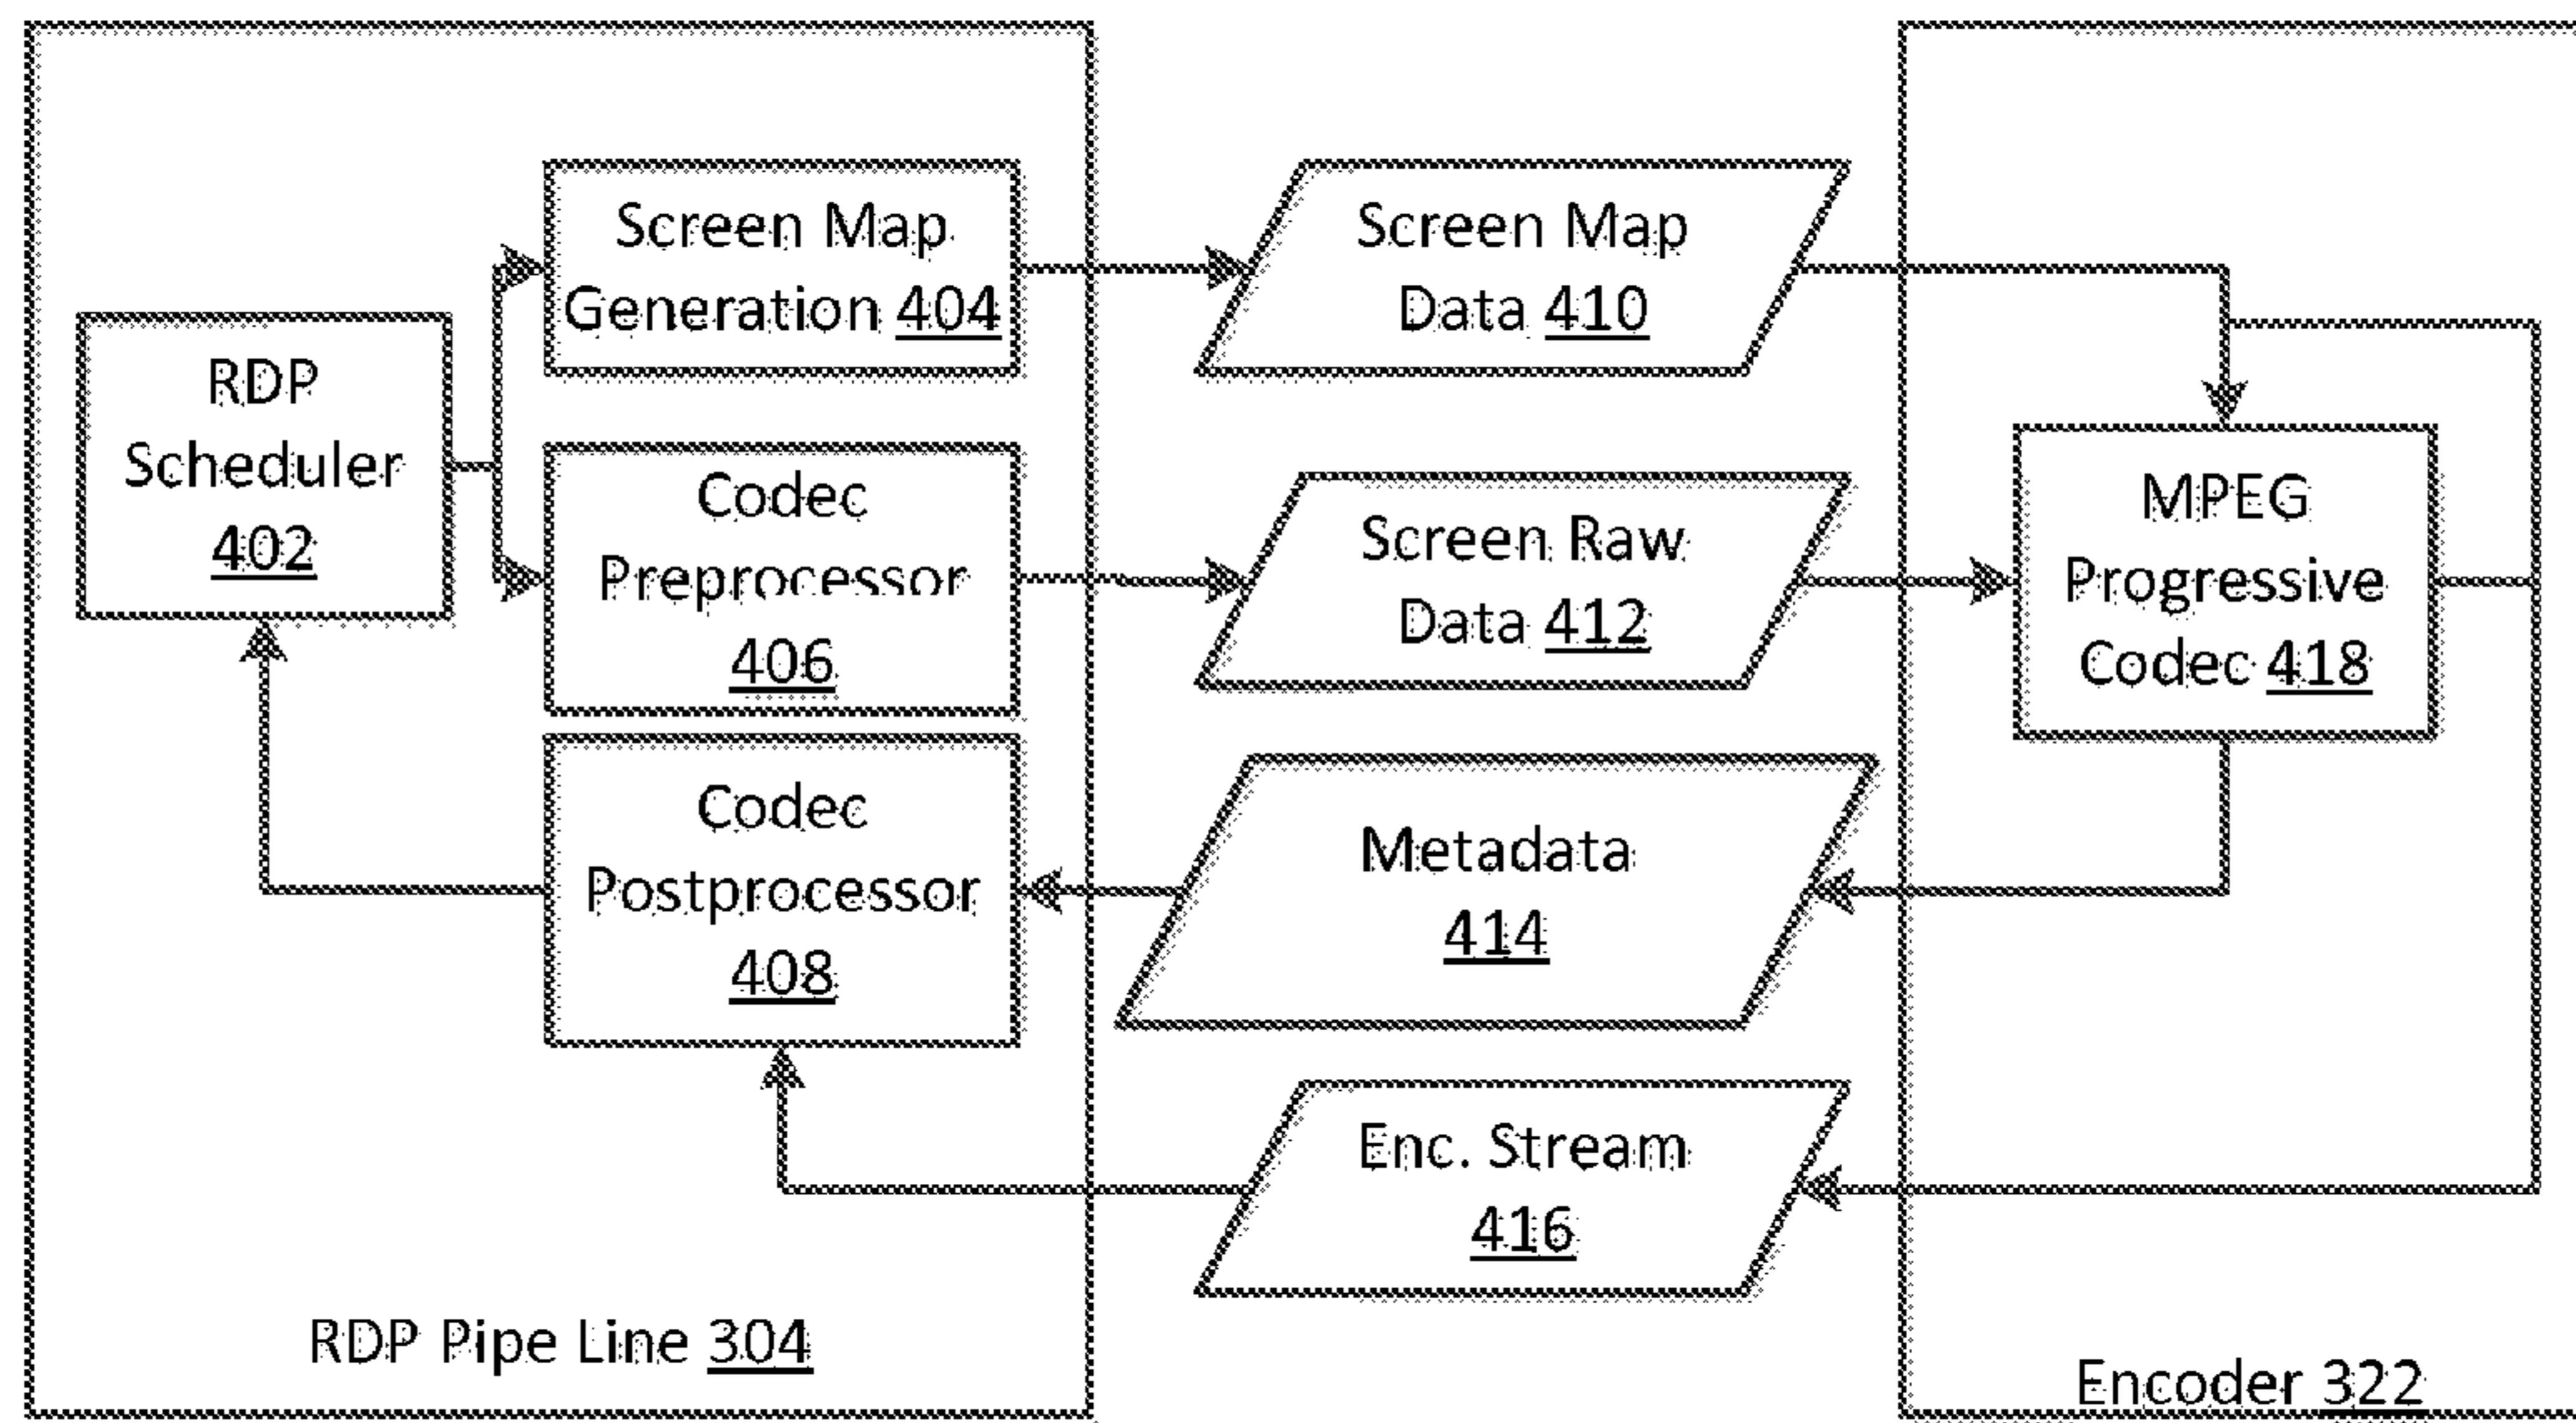 RDP
Scheduler
402
Screen Map
Generation 404
Codec
Preprocessor
406
Codec
Postprocessor
408
RDP Pipe Line 304
Screen Map
Data 410
Screen Raw
Data 412
Metadata
414
Enc. Stream
416
MPEG
Progressive
Codec 418
Encoder 322